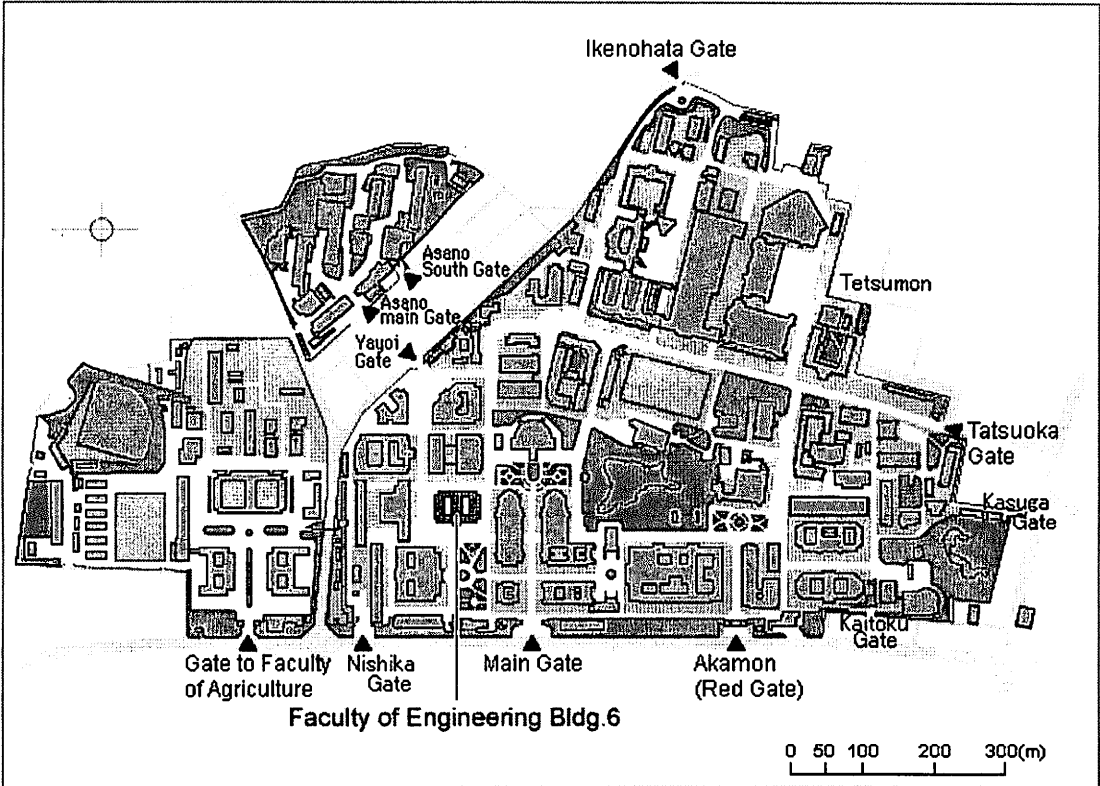 Ikenohata Gate
Asano
South Gate
Asano
main Gate
Yayoi
Gate
Tetsumon
Tatsuoka
Gate
Kasuga
Gate
Kaitoku
Gate
Gate to Faculty
of Agriculture
Nishika
Gate
Main Gate
Akamon
(Red Gate)
Faculty of Engineering Bldg.6
0 50 100 200 300(m)